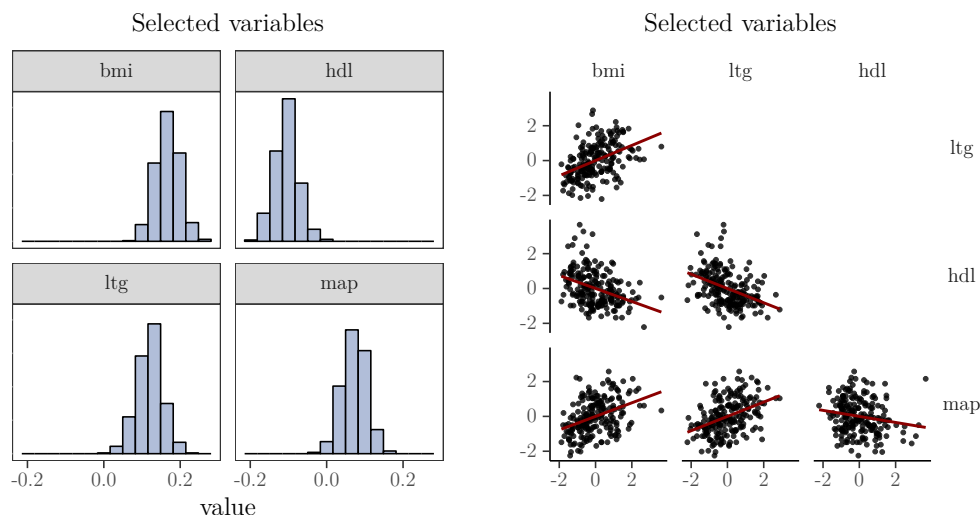 Selected variables
bmi hdl
ltg map
-0.2 0.0 0.2 -0.2 0.0 0.2
value
Selected variables
bmi ltg hdl
2
0
-2
ltg
2
0
-2
hdl
2
0
-2
map
-2 0 2 -2 0 2 -2 0 2